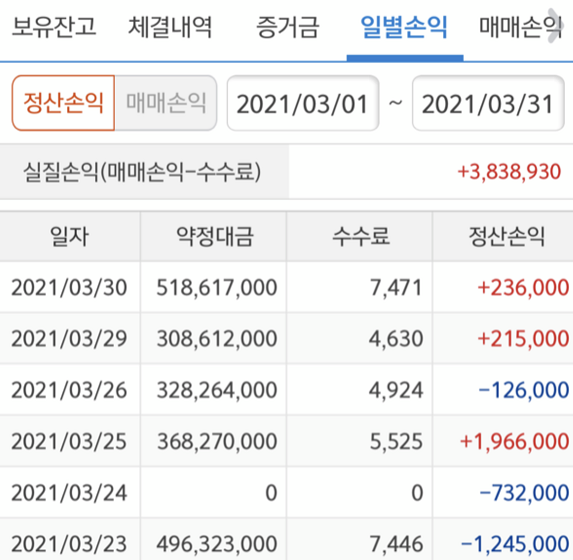 보유잔고 체결내역 증거금 일별손익 매매손익
정산손익 매매손익 2021/03/01 ~ 2021/03/31
실질손익(매매손익-수수료) +3,838,930
일자 약정대금 수수료 정산손익
2021/03/30 518,617,000 7,471 +236,000
2021/03/29 308,612,000 4,630 +215,000
2021/03/26 328,264,000 4,924 -126,000
2021/03/25 368,270,000 5,525 +1,966,000
2021/03/24 0 0 -732,000
2021/03/23 496,323,000 7,446 -1,245,000